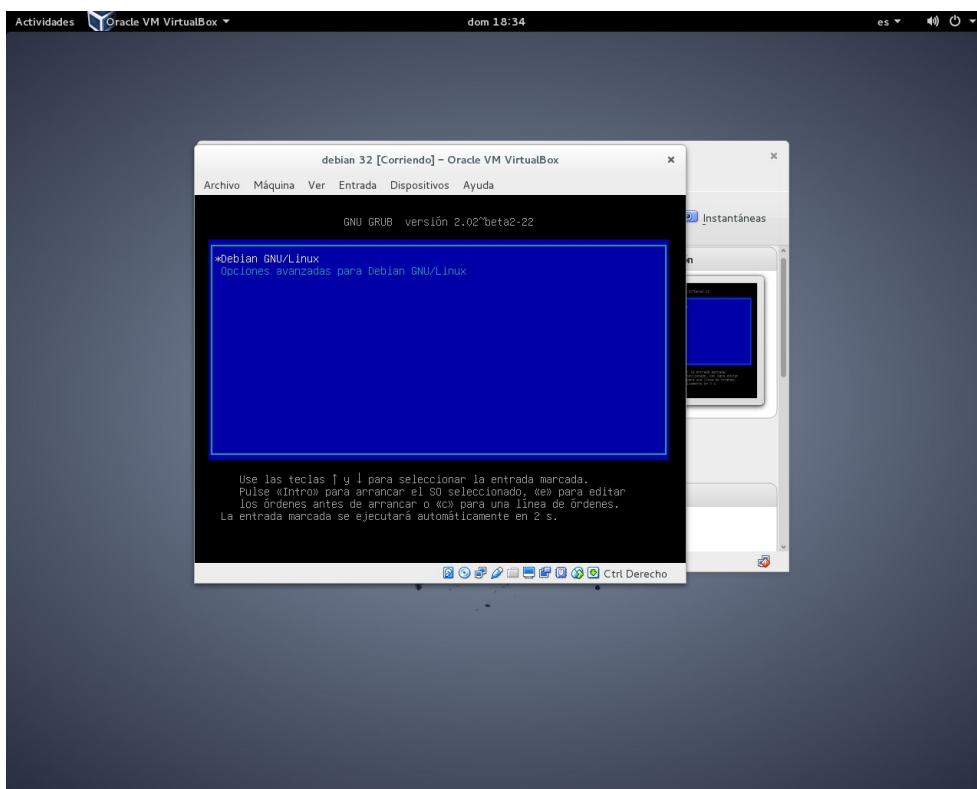 Actividades Oracle VM VirtualBox dom 18:34 es
debian 32 [Corriendo] - Oracle VM VirtualBox
Archivo Máquina Ver Entrada Dispositivos Ayuda
Instantáneas
GNU GRUB versión 2.02~beta2-22
*Debian GNU/Linux
Opciones avanzadas para Debian GNU/Linux
Use las teclas ↑ y ↓ para seleccionar la entrada marcada.
Pulse «Intro» para arrancar el SO seleccionado, «e» para editar
los órdenes antes de arrancar o «c» para una línea de órdenes.
La entrada marcada se ejecutará automáticamente en 2 s.
Ctrl Derecho